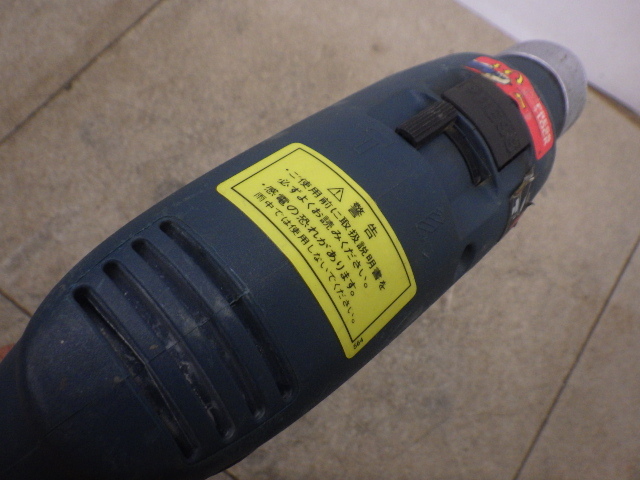 ⚠ 警告
・ご使用前に取扱説明書を
必ずよくお読みください。
・感電の恐れがあります。
雨中では使用しないでください。